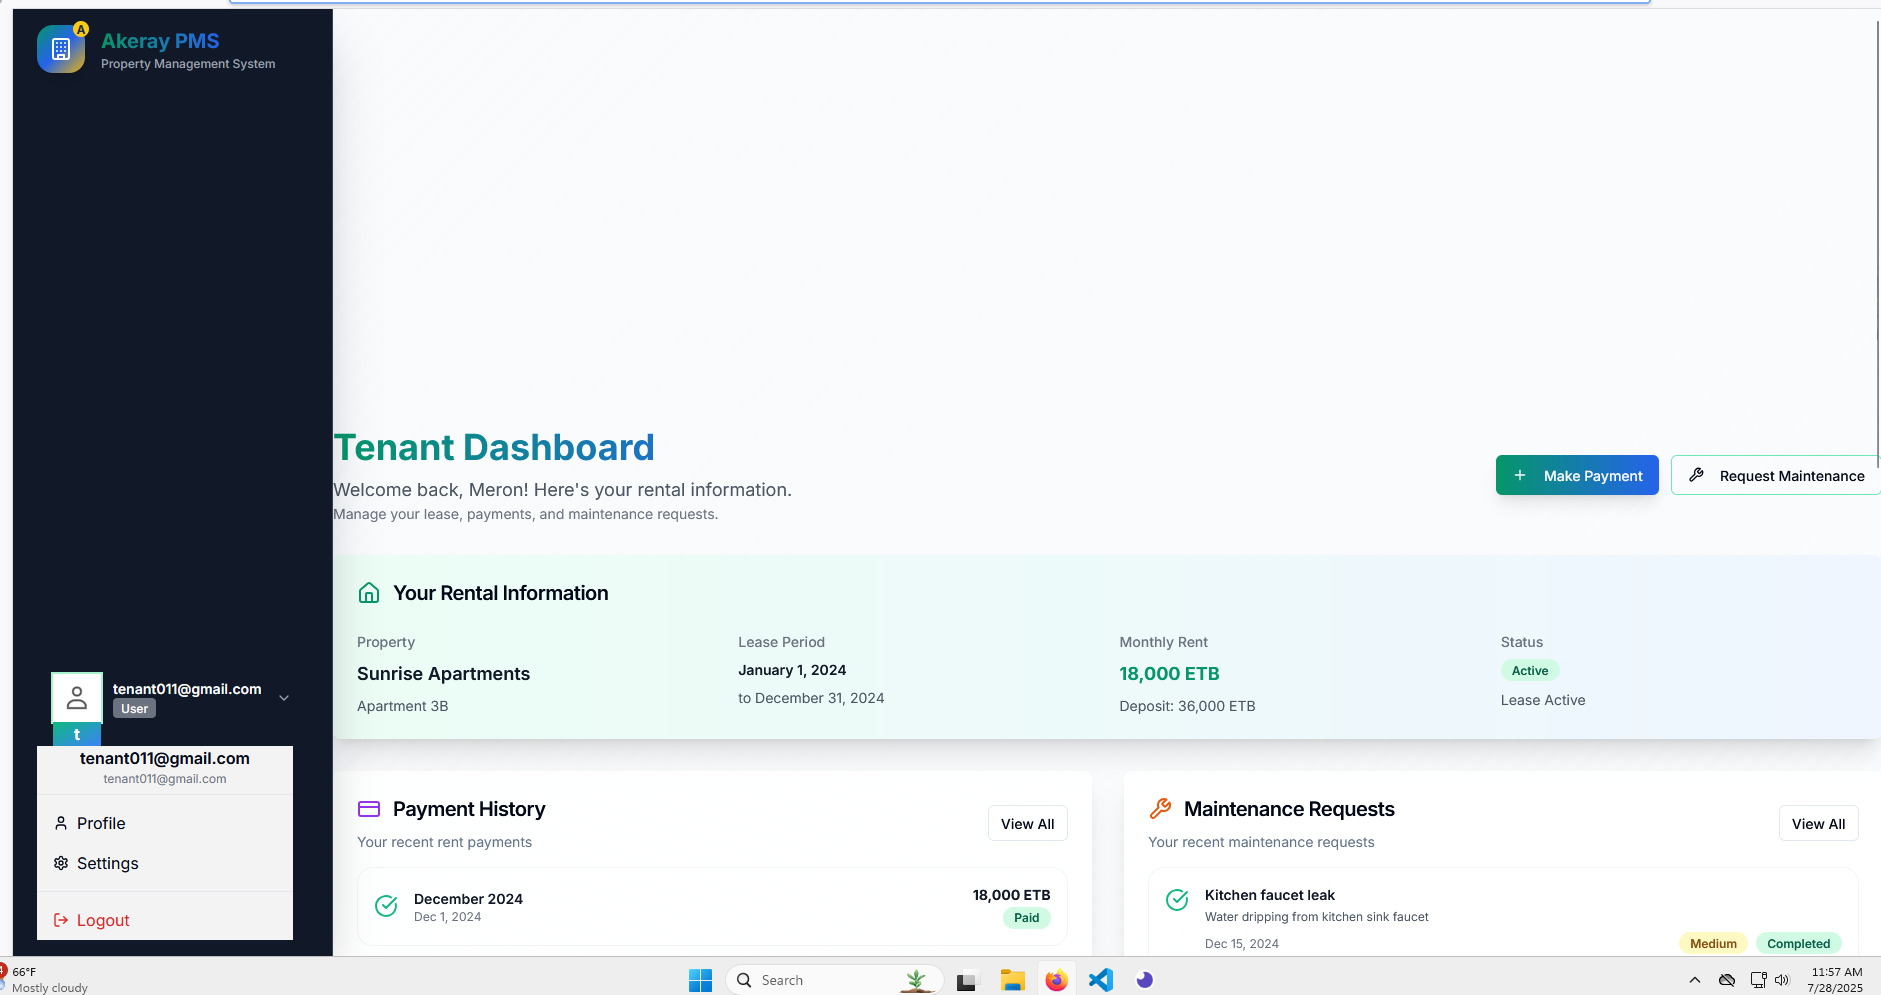 A
Akeray PMS
Property Management System
Tenant Dashboard
Welcome back, Meron! Here's your rental information.
Manage your lease, payments, and maintenance requests.
Make Payment
Request Maintenance
Your Rental Information
Property
Sunrise Apartments
Apartment 3B
Lease Period
January 1, 2024
to December 31, 2024
Monthly Rent
18,000 ETB
Deposit: 36,000 ETB
Status
Active
Lease Active
tenant011@gmail.com
User
t
tenant011@gmail.com
tenant011@gmail.com
Profile
Settings
Logout
Payment History
Your recent rent payments
View All
December 2024
Dec 1, 2024
18,000 ETB
Paid
Maintenance Requests
Your recent maintenance requests
View All
Kitchen faucet leak
Water dripping from kitchen sink faucet
Dec 15, 2024
Medium
Completed
66°F
Mostly cloudy
Search
11:57 AM
7/28/2025